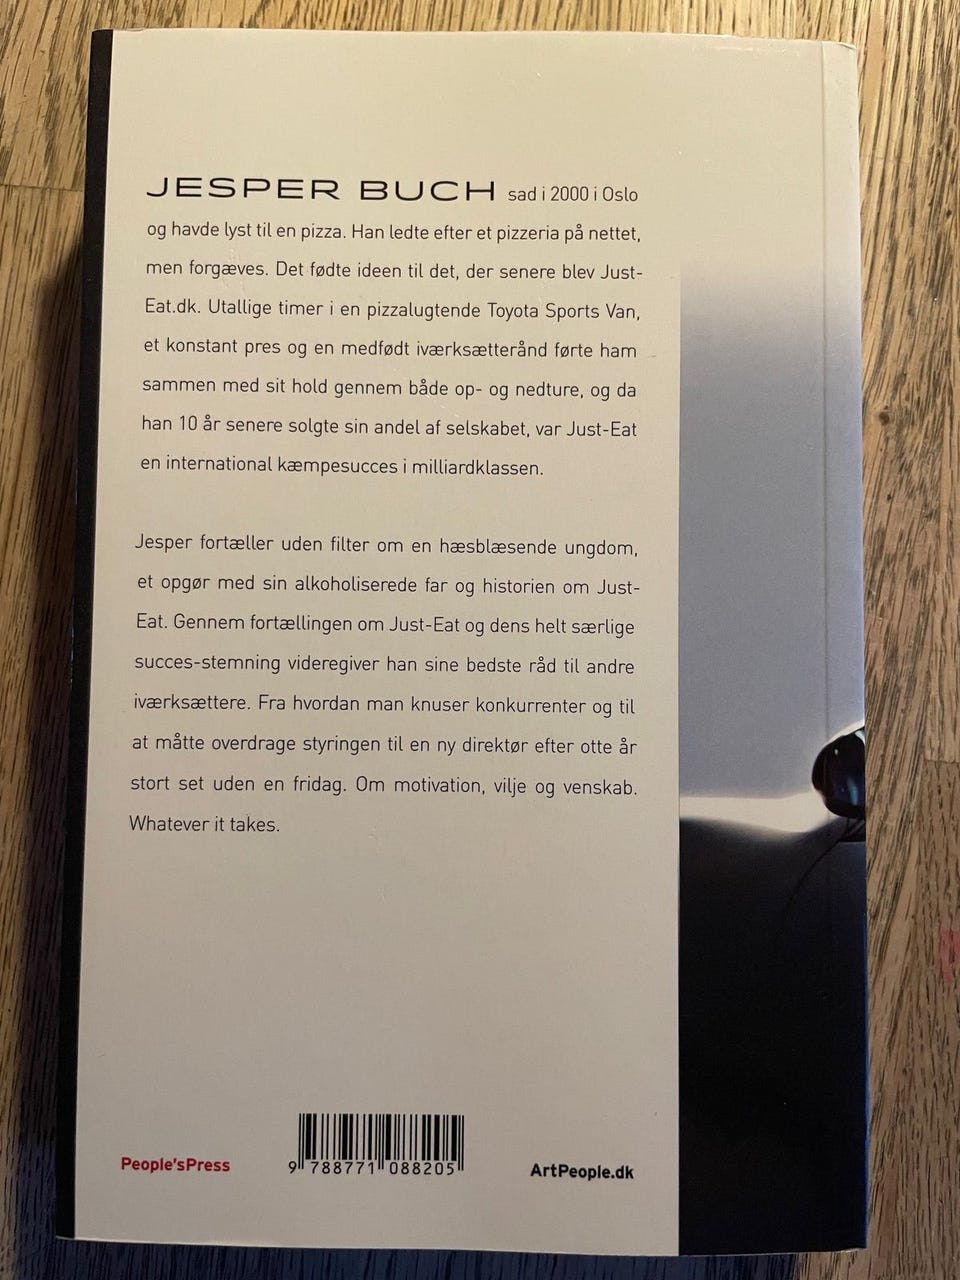 JESPER BUCH sad i 2000 i Oslo
og havde lyst til en pizza. Han ledte efter et pizzeria på nettet,
men forgæves. Det fødte ideen til det, der senere blev Just-
Eat.dk. Utallige timer i en pizzalugtende Toyota Sports Van,
et konstant pres og en medfødt iværksætterånd førte ham
sammen med sit hold gennem både op- og nedture, og da
han 10 år senere solgte sin andel af selskabet, var Just-Eat
en international kæmpesucces i milliardklassen.
Jesper fortæller uden filter om en hæsblæsende ungdom,
et opgør med sin alkoholiserede far og historien om Just-
Eat. Gennem fortællingen om Just-Eat og dens helt særlige
succes-stemning videregiver han sine bedste råd til andre
iværksættere. Fra hvordan man knuser konkurrenter og til
at måtte overdrage styringen til en ny direktør efter otte år
stort set uden en fridag. Om motivation, vilje og venskab.
Whatever it takes.
People'sPress
9 788771 088205
ArtPeople.dk